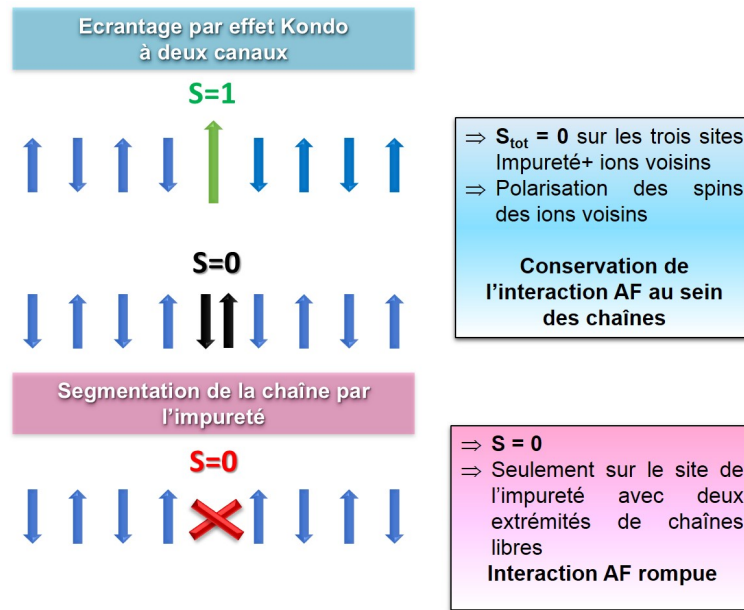 Ecrantage par effet Kondo
à deux canaux
S=1
S=0
⇒ Stot = 0 sur les trois sites
Impureté+ ions voisins
⇒ Polarisation des spins
des ions voisins
Conservation de
l'interaction AF au sein
des chaînes
Segmentation de la chaîne par
l'impureté
S=0
⇒ S = 0
⇒ Seulement sur le site de
l'impureté avec deux
extrémités de chaînes
libres
Interaction AF rompue